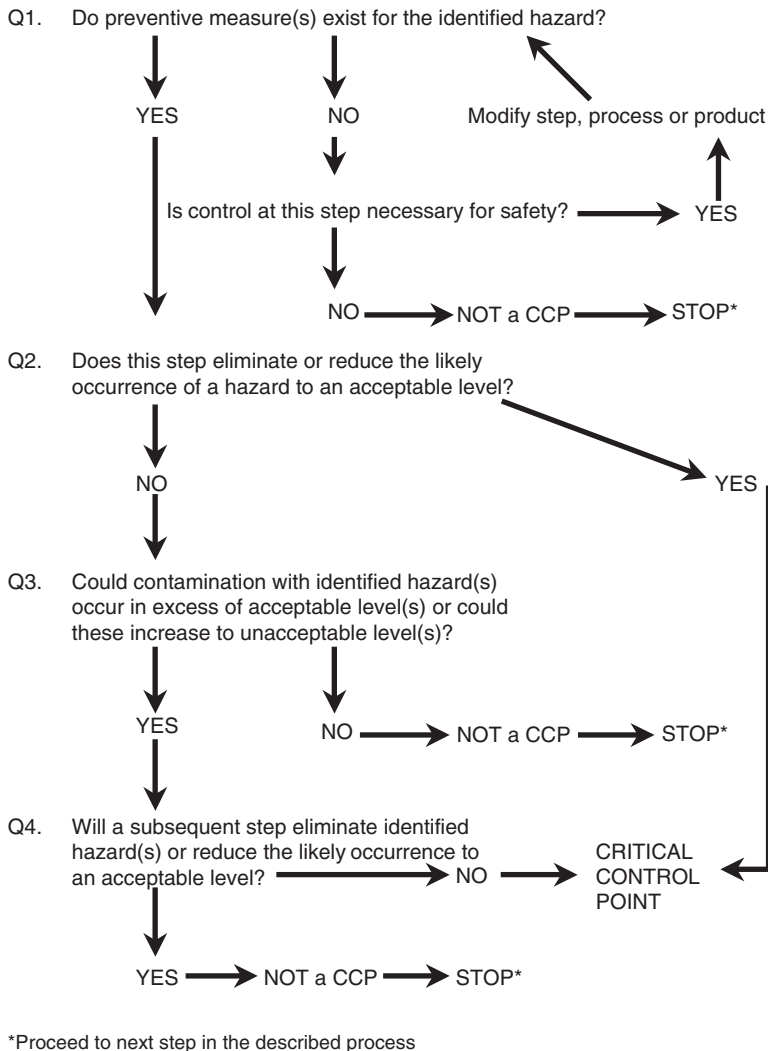 Q1. Do preventive measure(s) exist for the identified hazard?
YES NO Modify step, process or product
Is control at this step necessary for safety? YES
NO NOT a CCP STOP*
Q2. Does this step eliminate or reduce the likely
occurrence of a hazard to an acceptable level?
NO YES
Q3. Could contamination with identified hazard(s)
occur in excess of acceptable level(s) or could
these increase to unacceptable level(s)?
YES NO NOT a CCP STOP*
Q4. Will a subsequent step eliminate identified
hazard(s) or reduce the likely occurrence to
an acceptable level? NO
CRITICAL
CONTROL
POINT
YES NOT a CCP STOP*
*Proceed to next step in the described process